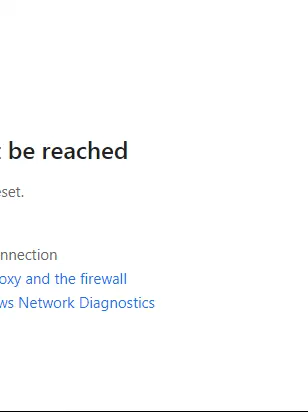 be reached
eset.
nnection
oxy and the firewall
ws Network Diagnostics